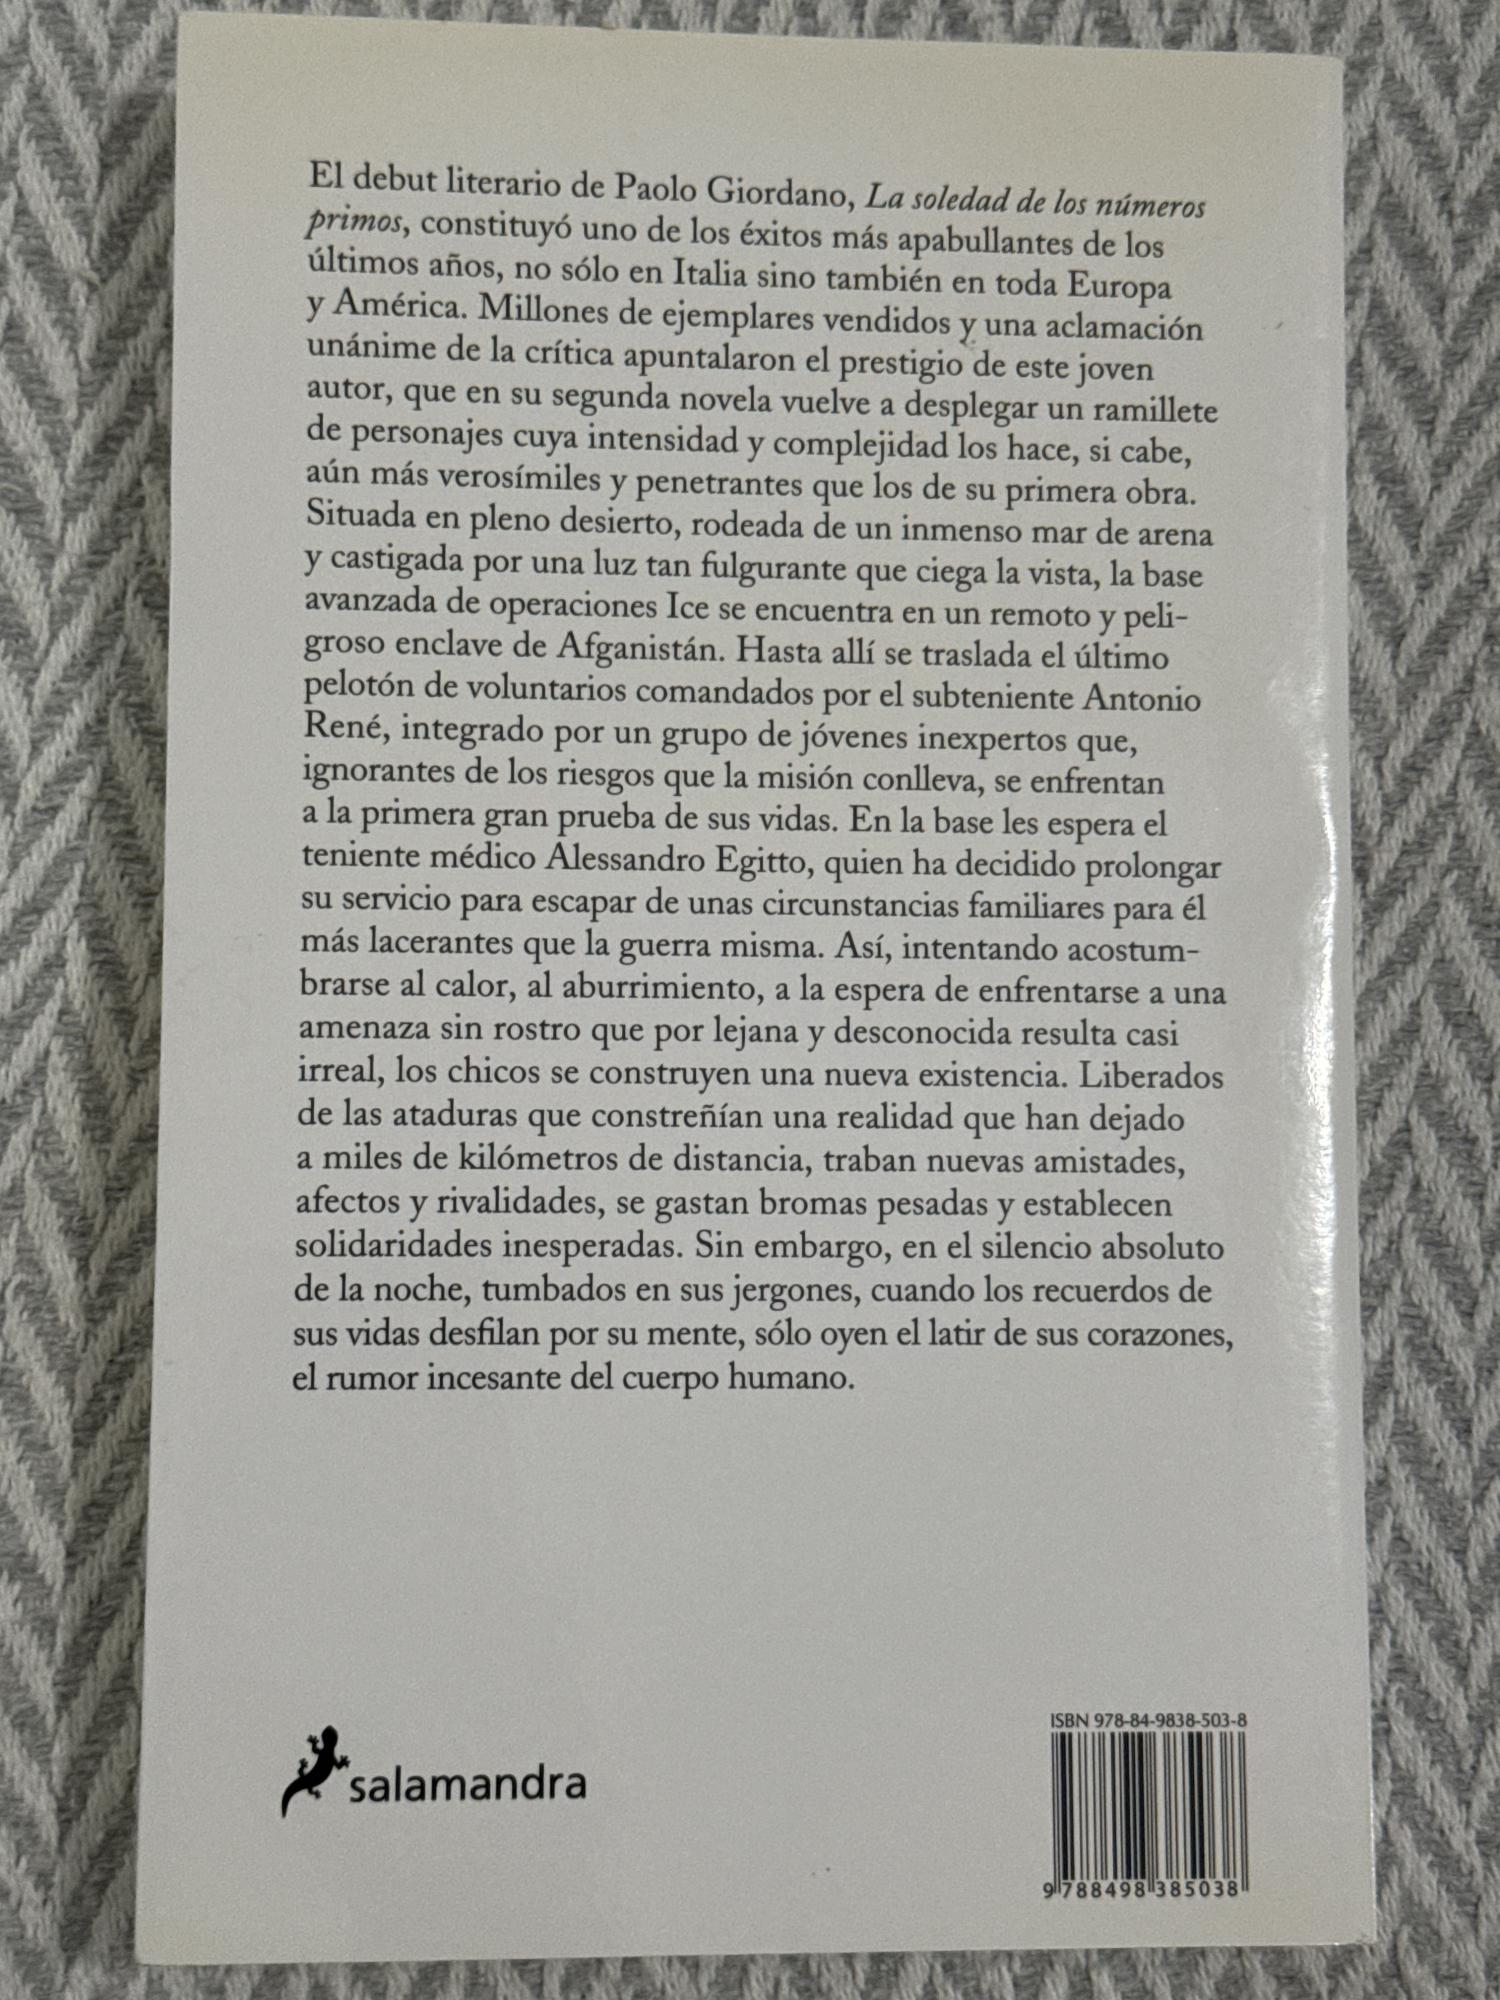 El debut literario de Paolo Giordano, La soledad de los números
primos, constituyó uno de los éxitos más apabullantes de los
últimos años, no sólo en Italia sino también en toda Europa
y América. Millones de ejemplares vendidos y una aclamación
unánime de la crítica apuntalaron el prestigio de este joven
autor, que en su segunda novela vuelve a desplegar un ramillete
de personajes cuya intensidad y complejidad los hace, si cabe,
aún más verosímiles y penetrantes que los de su primera obra.
Situada en pleno desierto, rodeada de un inmenso mar de arena
y castigada por una luz tan fulgurante que ciega la vista, la base
avanzada de operaciones Ice se encuentra en un remoto y peli-
groso enclave de Afganistán. Hasta allí se traslada el último
pelotón de voluntarios comandados por el subteniente Antonio
René, integrado por un grupo de jóvenes inexpertos que,
ignorantes de los riesgos que la misión conlleva, se enfrentan
a la primera gran prueba de sus vidas. En la base les espera el
teniente médico Alessandro Egitto, quien ha decidido prolongar
su servicio para escapar de unas circunstancias familiares para él
más lacerantes que la guerra misma. Así, intentando acostum-
brarse al calor, al aburrimiento, a la espera de enfrentarse a una
amenaza sin rostro que por lejana y desconocida resulta casi
irreal, los chicos se construyen una nueva existencia. Liberados
de las ataduras que constreñían una realidad que han dejado
a miles de kilómetros de distancia, traban nuevas amistades,
afectos y rivalidades, se gastan bromas pesadas y establecen
solidaridades inesperadas. Sin embargo, en el silencio absoluto
de la noche, tumbados en sus jergones, cuando los recuerdos de
sus vidas desfilan por su mente, sólo oyen el latir de sus corazones,
el rumor incesante del cuerpo humano.
salamandra
ISBN 978-84-9838-503-8
9 788498 385038